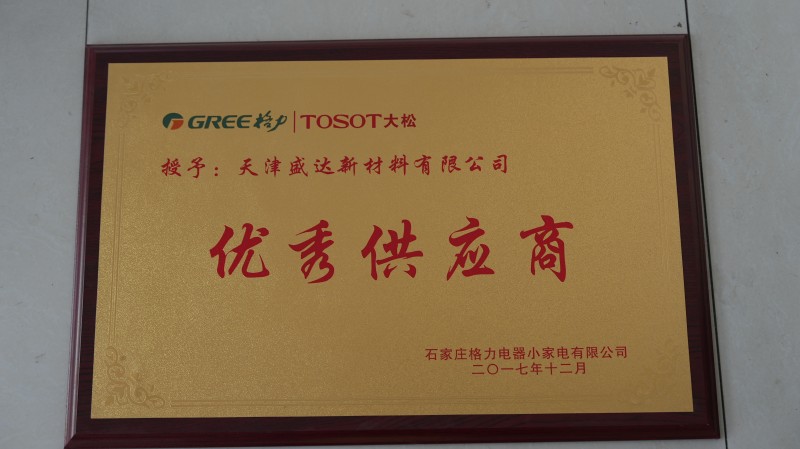 GREE格力 | TOSOT大松
授予：天津盛达新材料有限公司
优秀供应商
石家庄格力电器小家电有限公司
二〇一七年十二月